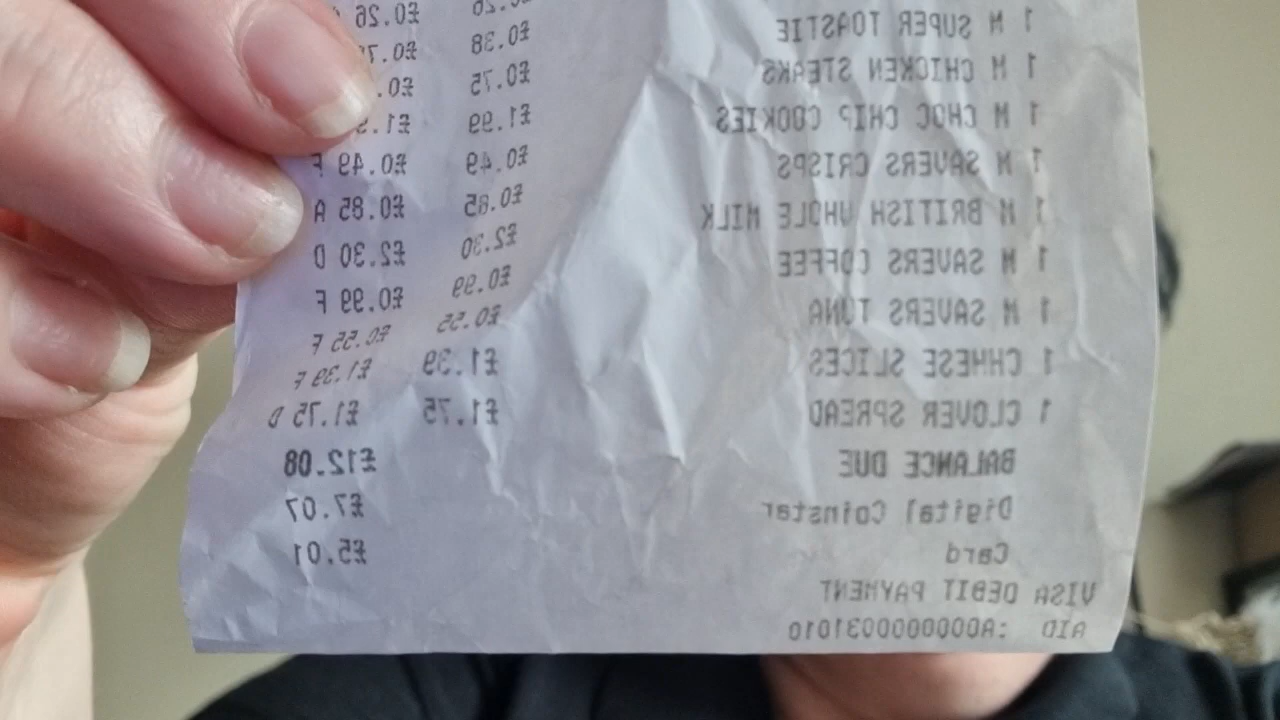 £0.26
£0.38
1 M SUPER TOASTIE £0.75
1 M CHICKEN STEAKS £1.99
1 M CHOC CHIP COOKIES £0.49 £0.49 F
1 M SAVERS CRISPS £0.85 £0.85 A
1 M BRITISH WHOLE MILK £2.30 £2.30 D
1 M SAVERS COFFEE £0.99 £0.99 F
1 M SAVERS TUNA £0.55 £0.55 F
1 CHHESE SLICES £1.39 £1.39 F
1 CLOVER SPREAD £1.75 £1.75 D
BALANCE DUE £12.08
Digital Coinstar £7.07
Card £5.01
VISA DEBIT PAYMENT
AID :A0000000031010